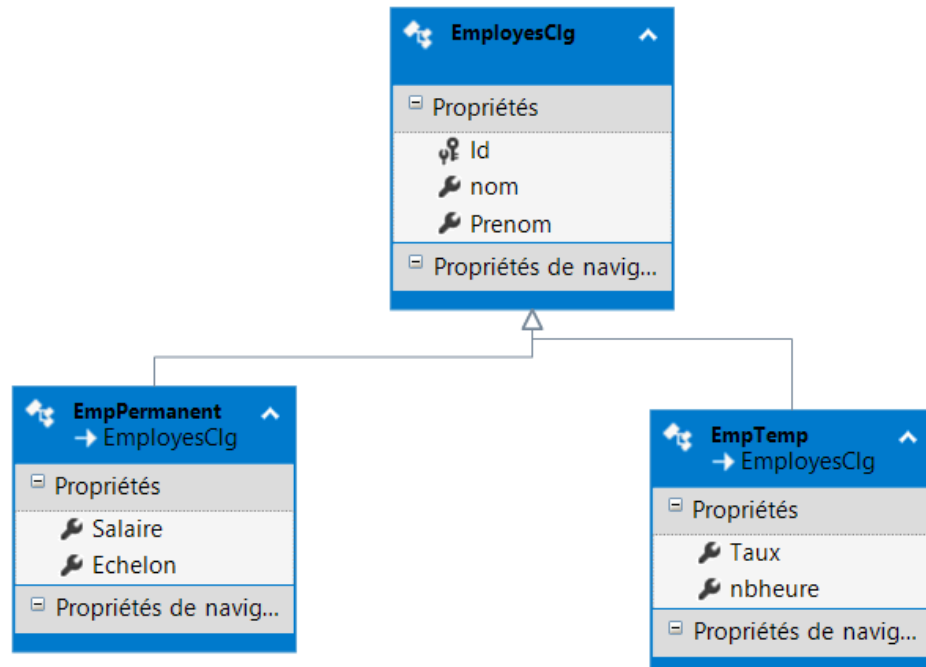 EmployesClg
Propriétés
Id
nom
Prenom
Propriétés de navig...
EmpPermanent
EmployesClg
Propriétés
Salaire
Echelon
Propriétés de navig...
EmpTemp
EmployesClg
Propriétés
Taux
nbheure
Propriétés de navig...